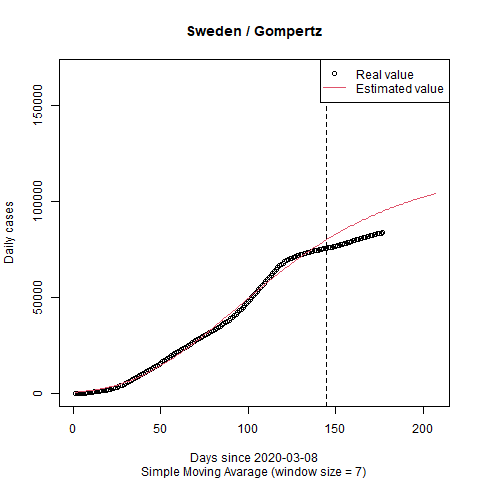 Sweden / Gompertz
Real value
Estimated value
Daily cases
150000
100000
50000
0
0 50 100 150 200
Days since 2020-03-08
Simple Moving Avarage (window size = 7)